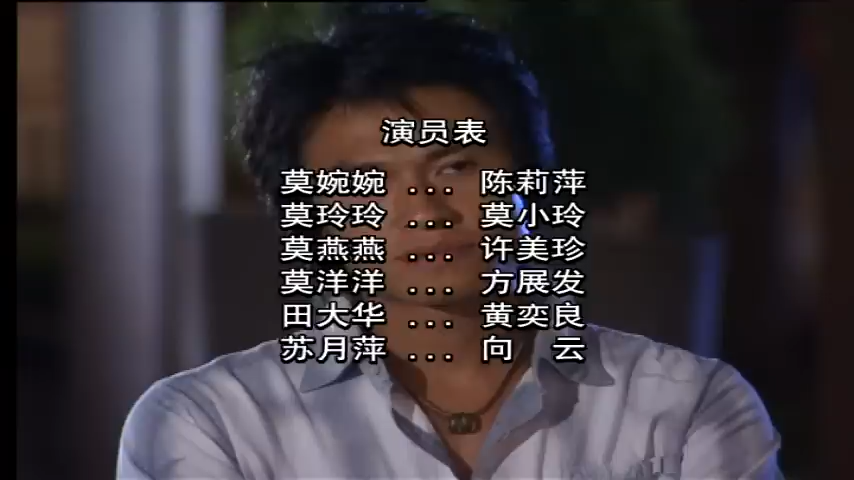 演员表
莫婉婉 ... 陈莉萍
莫玲玲 ... 莫小玲
莫燕燕 ... 许美珍
莫洋洋 ... 方展发
田大华 ... 黄奕良
苏月萍 ... 向　云